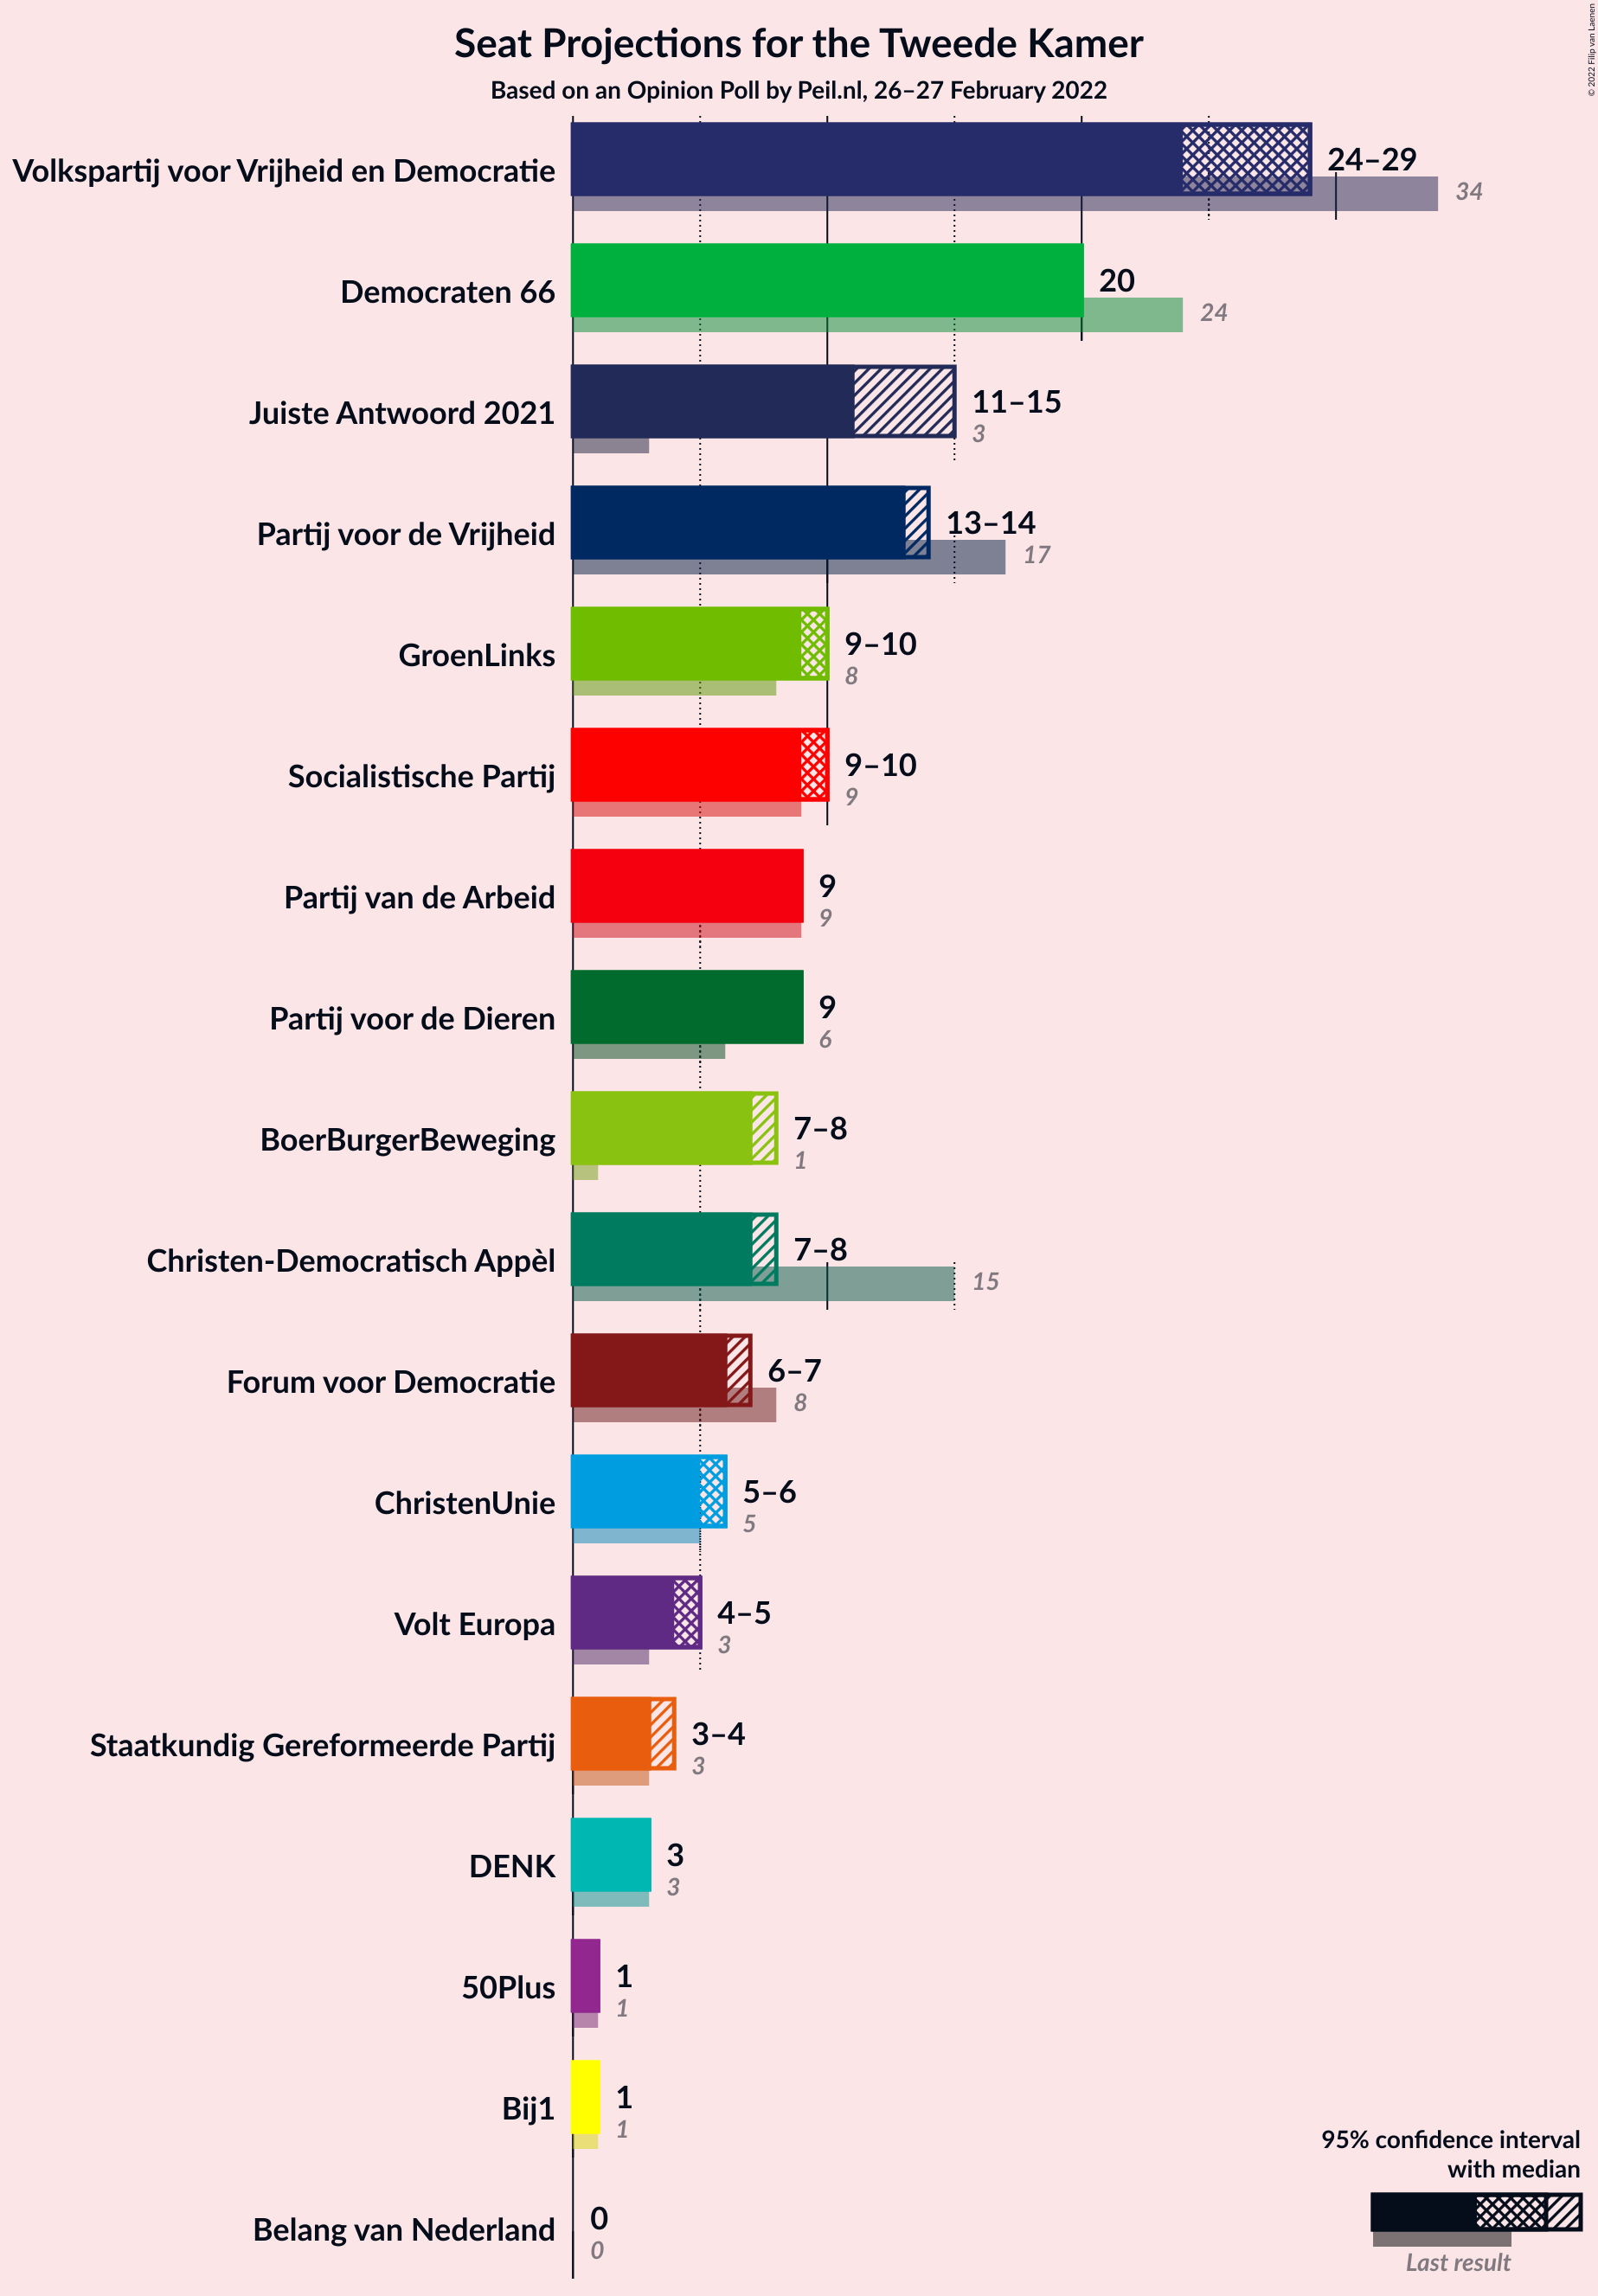 Seat Projections for the Tweede Kamer
Based on an Opinion Poll by Peil.nl, 26–27 February 2022
© 2022 Filip van Laenen
Volkspartij voor Vrijheid en Democratie
24–29
34
Democraten 66
20
24
Juiste Antwoord 2021
11–15
3
Partij voor de Vrijheid
13–14
17
GroenLinks
9–10
8
Socialistische Partij
9–10
9
Partij van de Arbeid
9
9
Partij voor de Dieren
9
6
BoerBurgerBeweging
7–8
1
Christen-Democratisch Appèl
7–8
15
Forum voor Democratie
6–7
8
ChristenUnie
5–6
5
Volt Europa
4–5
3
Staatkundig Gereformeerde Partij
3–4
3
DENK
3
3
50Plus
1
1
Bij1
1
1
Belang van Nederland
0
0
95% confidence interval
with median
Last result